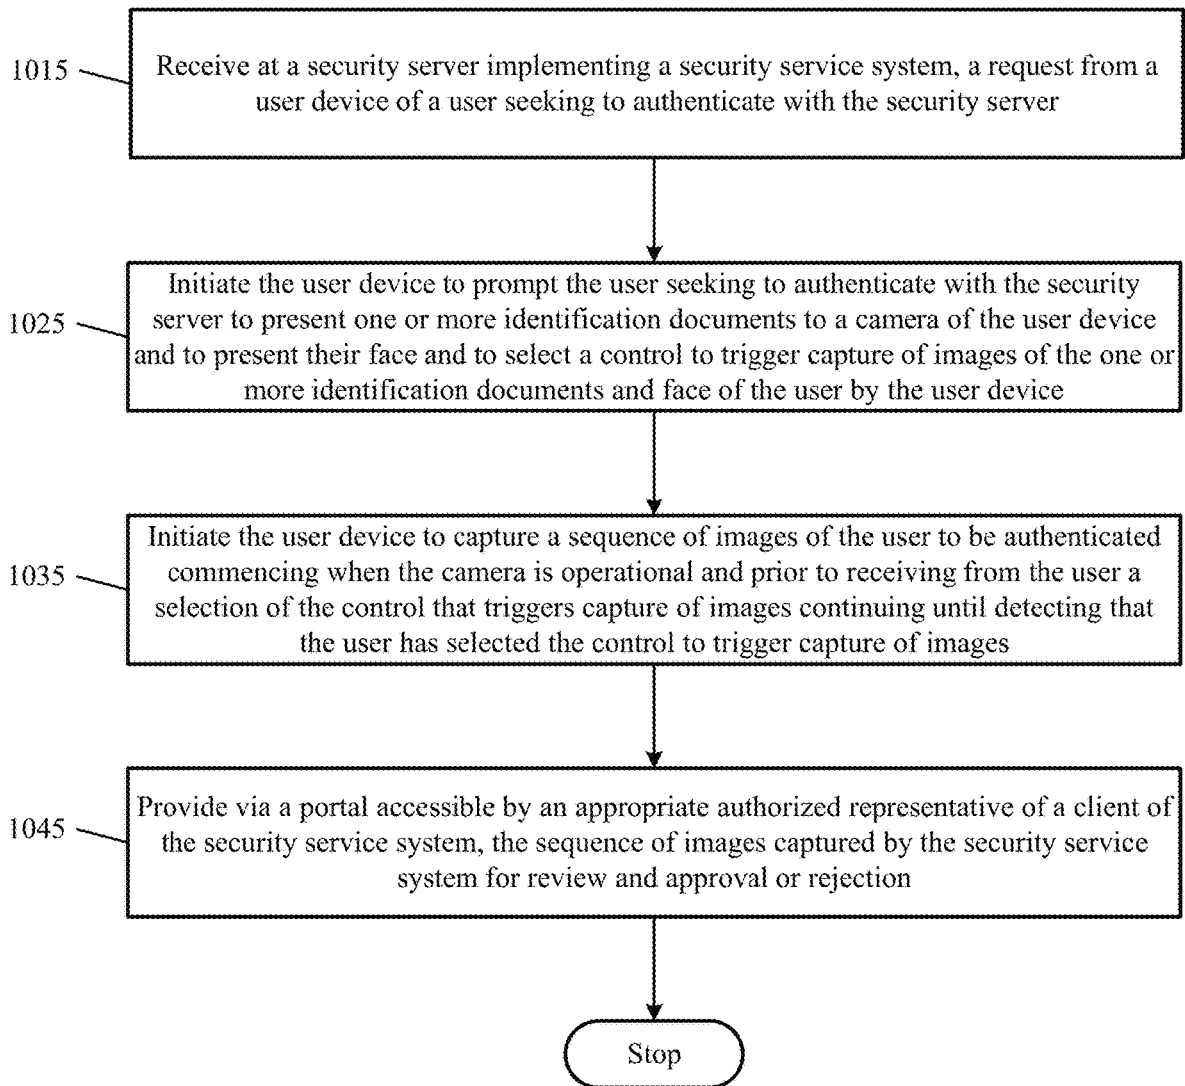 1015
Receive at a security server implementing a security service system, a request from a
user device of a user seeking to authenticate with the security server
1025
Initiate the user device to prompt the user seeking to authenticate with the security
server to present one or more identification documents to a camera of the user device
and to present their face and to select a control to trigger capture of images of the one or
more identification documents and face of the user by the user device
1035
Initiate the user device to capture a sequence of images of the user to be authenticated
commencing when the camera is operational and prior to receiving from the user a
selection of the control that triggers capture of images continuing until detecting that
the user has selected the control to trigger capture of images
1045
Provide via a portal accessible by an appropriate authorized representative of a client of
the security service system, the sequence of images captured by the security service
system for review and approval or rejection
Stop